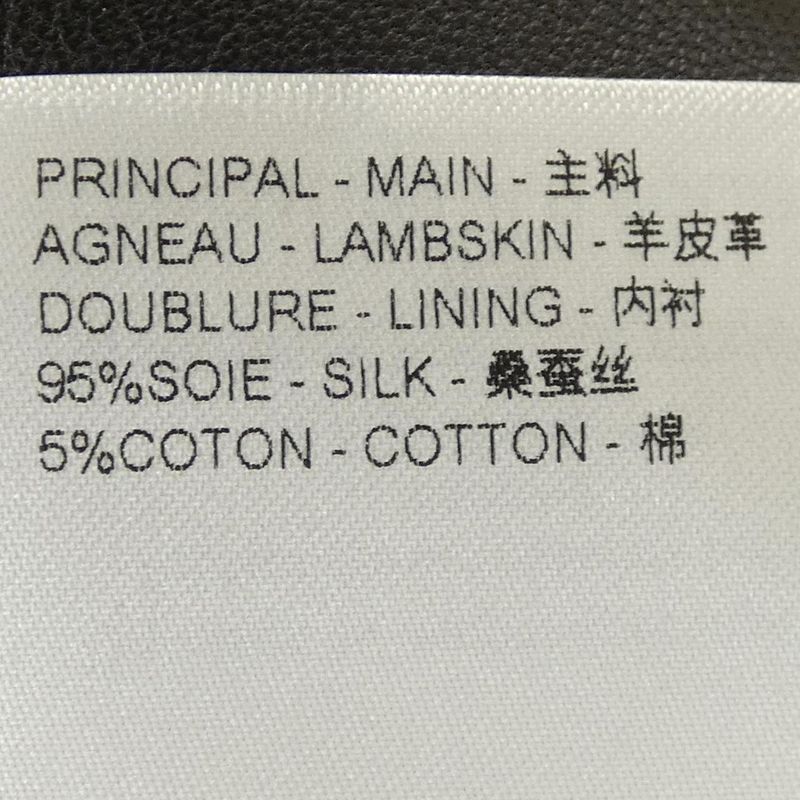 PRINCIPAL - MAIN - 主料
AGNEAU - LAMBSKIN - 羊皮革
DOUBLURE - LINING - 内衬
95%SOIE - SILK - 桑蚕丝
5%COTON - COTTON - 棉